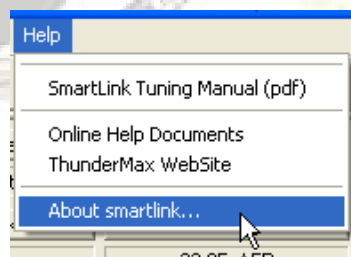 Help
SmartLink Tuning Manual (pdf)
Online Help Documents
ThunderMax WebSite
About smartlink...